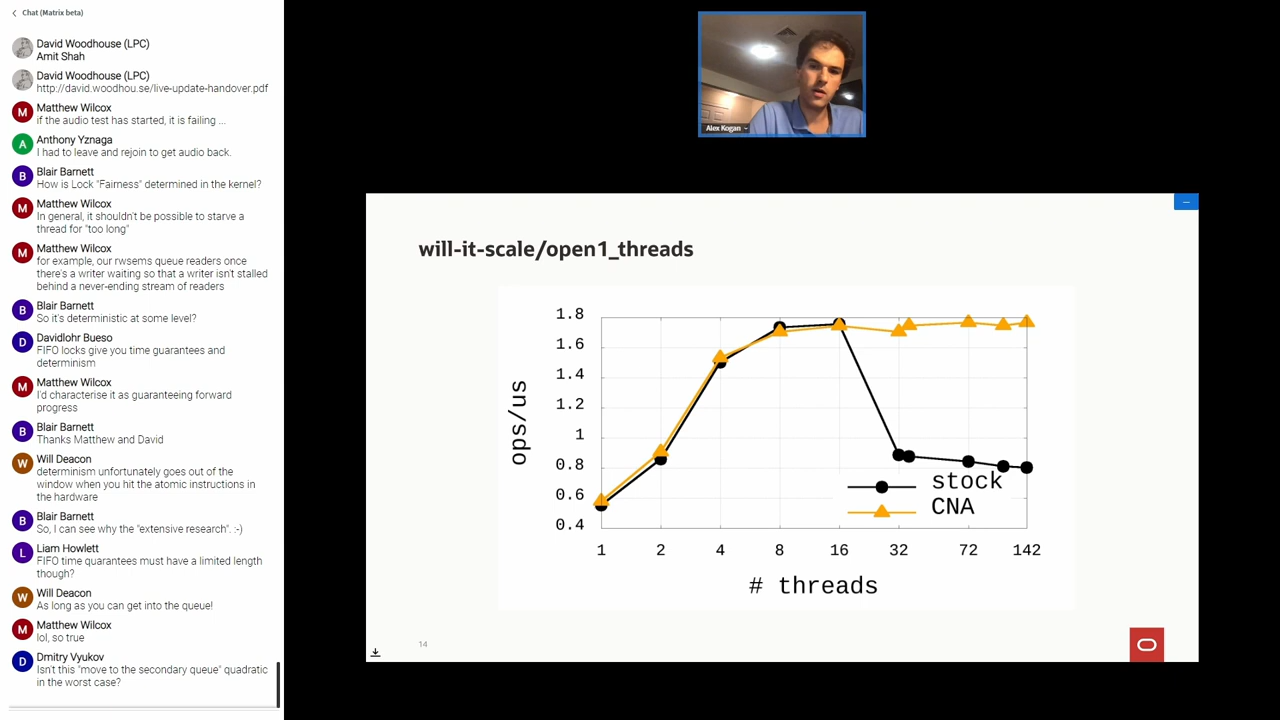 Chat (Matrix beta)
David Woodhouse (LPC)
Amit Shah
David Woodhouse (LPC)
http://david.woodhou.se/live-update-handover.pdf
M
Matthew Wilcox
if the audio test has started, it is failing ...
A
Anthony Yznaga
I had to leave and rejoin to get audio back.
B
Blair Barnett
How is Lock "Fairness" determined in the kernel?
M
Matthew Wilcox
In general, it shouldn't be possible to starve a
thread for "too long"
M
Matthew Wilcox
for example, our rwsems queue readers once
there's a writer waiting so that a writer isn't stalled
behind a never-ending stream of readers
B
Blair Barnett
So it's deterministic at some level?
D
Davidlohr Bueso
FIFO locks give you time guarantees and
determinism
M
Matthew Wilcox
I'd characterise it as guaranteeing forward
progress
B
Blair Barnett
Thanks Matthew and David
W
Will Deacon
determinism unfortunately goes out of the
window when you hit the atomic instructions in
the hardware
B
Blair Barnett
So, I can see why the "extensive research". :-)
L
Liam Howlett
FIFO time quarantees must have a limited length
though?
W
Will Deacon
As long as you can get into the queue!
M
Matthew Wilcox
lol, so true
D
Dmitry Vyukov
Isn't this "move to the secondary queue" quadratic
in the worst case?
Alex Kogan
will-it-scale/open1_threads
1.8
1.6
1.4
1.2
1
0.8
0.6
0.4
ops/us
stock
CNA
1 2 4 8 16 32 72 142
# threads
14